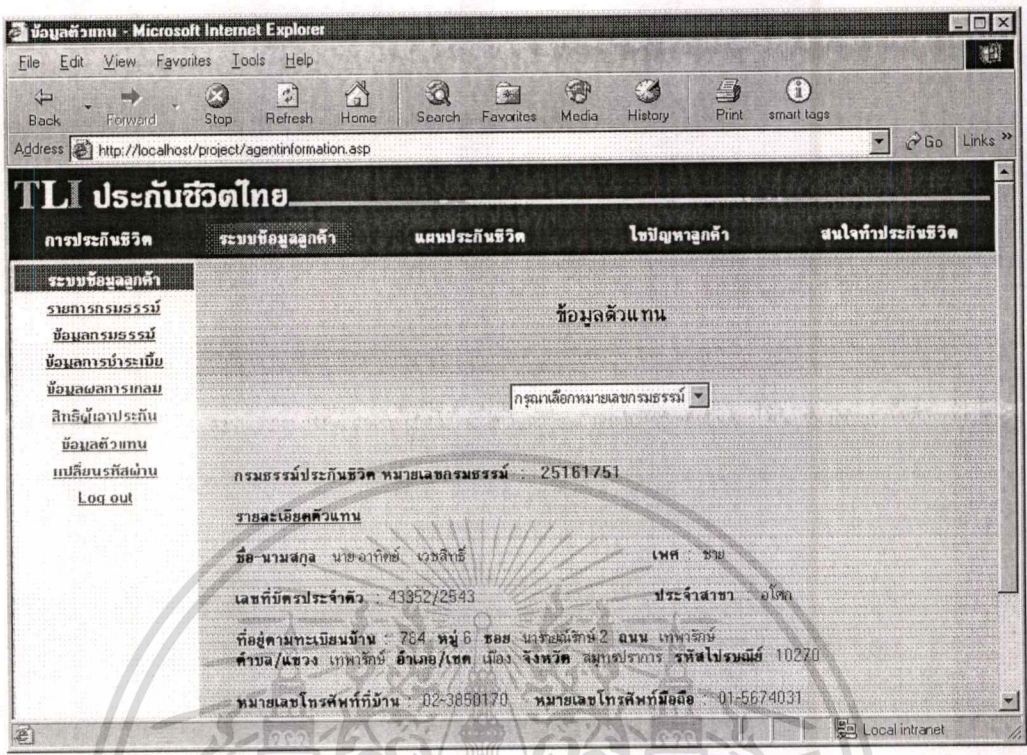 ข้อมูลตัวแทน - Microsoft Internet Explorer
File Edit View Favorites Tools Help
Back Forward Stop Refresh Home Search Favorites Media History Print smart tags
Address http://localhost/project/agentinformation.asp Go Links »
TLI ประกันชีวิตไทย
การประกันชีวิต ระบบข้อมูลลูกค้า แผนประกันชีวิต ไขปัญหาลูกค้า สนใจทำประกันชีวิต
ระบบข้อมูลลูกค้า
รายการกรมธรรม์
ข้อมูลกรมธรรม์
ข้อมูลการชำระเบี้ย
ข้อมูลผลการเคลม
สิทธิผู้เอาประกัน
ข้อมูลตัวแทน
เปลี่ยนรหัสผ่าน
Log out
ข้อมูลตัวแทน
กรุณาเลือกหมายเลขกรมธรรม์
กรมธรรม์ประกันชีวิต หมายเลขกรมธรรม์ : 25161751
รายละเอียดตัวแทน
ชื่อ-นามสกุล นายอาทิตย์ เวชสิทธิ์ เพศ : ชาย
เลขที่บัตรประจำตัว : 43352/2543 ประจำสาขา : อโศก
ที่อยู่ตามทะเบียนบ้าน : 784 หมู่ 6 ซอย นารายณ์รักษ์ 2 ถนน เทพารักษ์
ตำบล/แขวง เทพารักษ์ อำเภอ/เขต เมือง จังหวัด สมุทรปราการ รหัสไปรษณีย์ 10270
หมายเลขโทรศัพท์ที่บ้าน : 02-3850170 หมายเลขโทรศัพท์มือถือ : 01-5674031
Local intranet